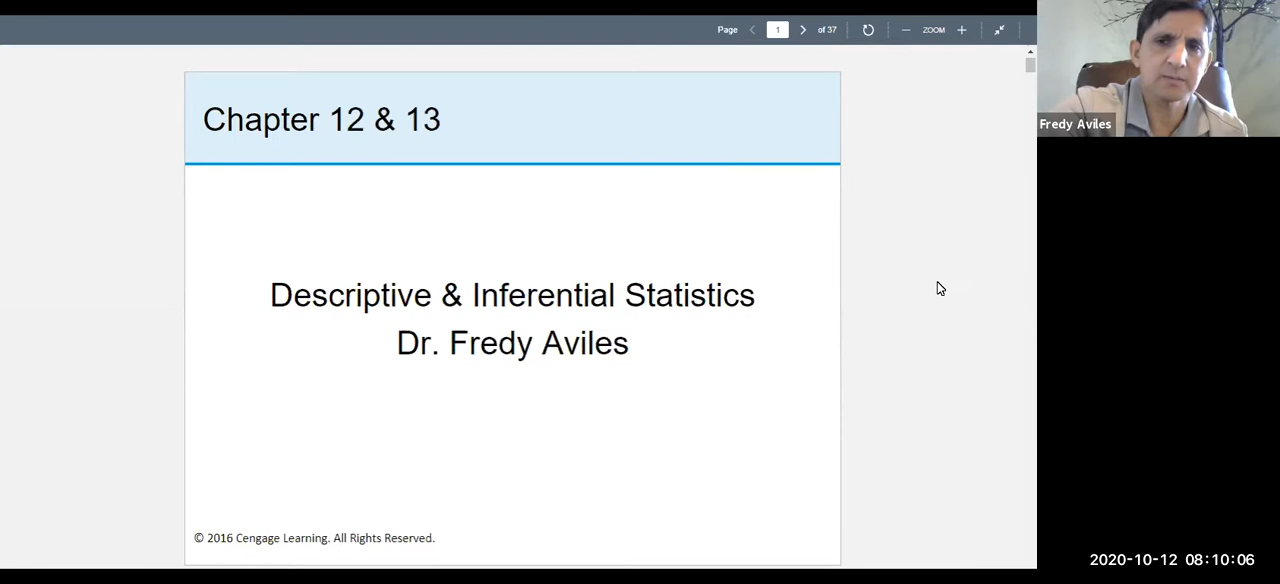 Page 1 of 37 ZOOM
Fredy Aviles
Chapter 12 & 13
Descriptive & Inferential Statistics
Dr. Fredy Aviles
© 2016 Cengage Learning. All Rights Reserved.
2020-10-12 08:10:06